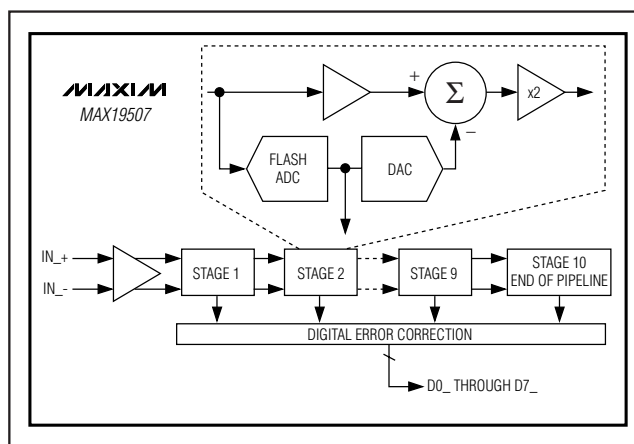 MAXIM
MAX19507
+
Σ
x2
−
FLASH
ADC
DAC
IN_+
IN_-
STAGE 1
STAGE 2
STAGE 9
STAGE 10
END OF PIPELINE
DIGITAL ERROR CORRECTION
D0_ THROUGH D7_